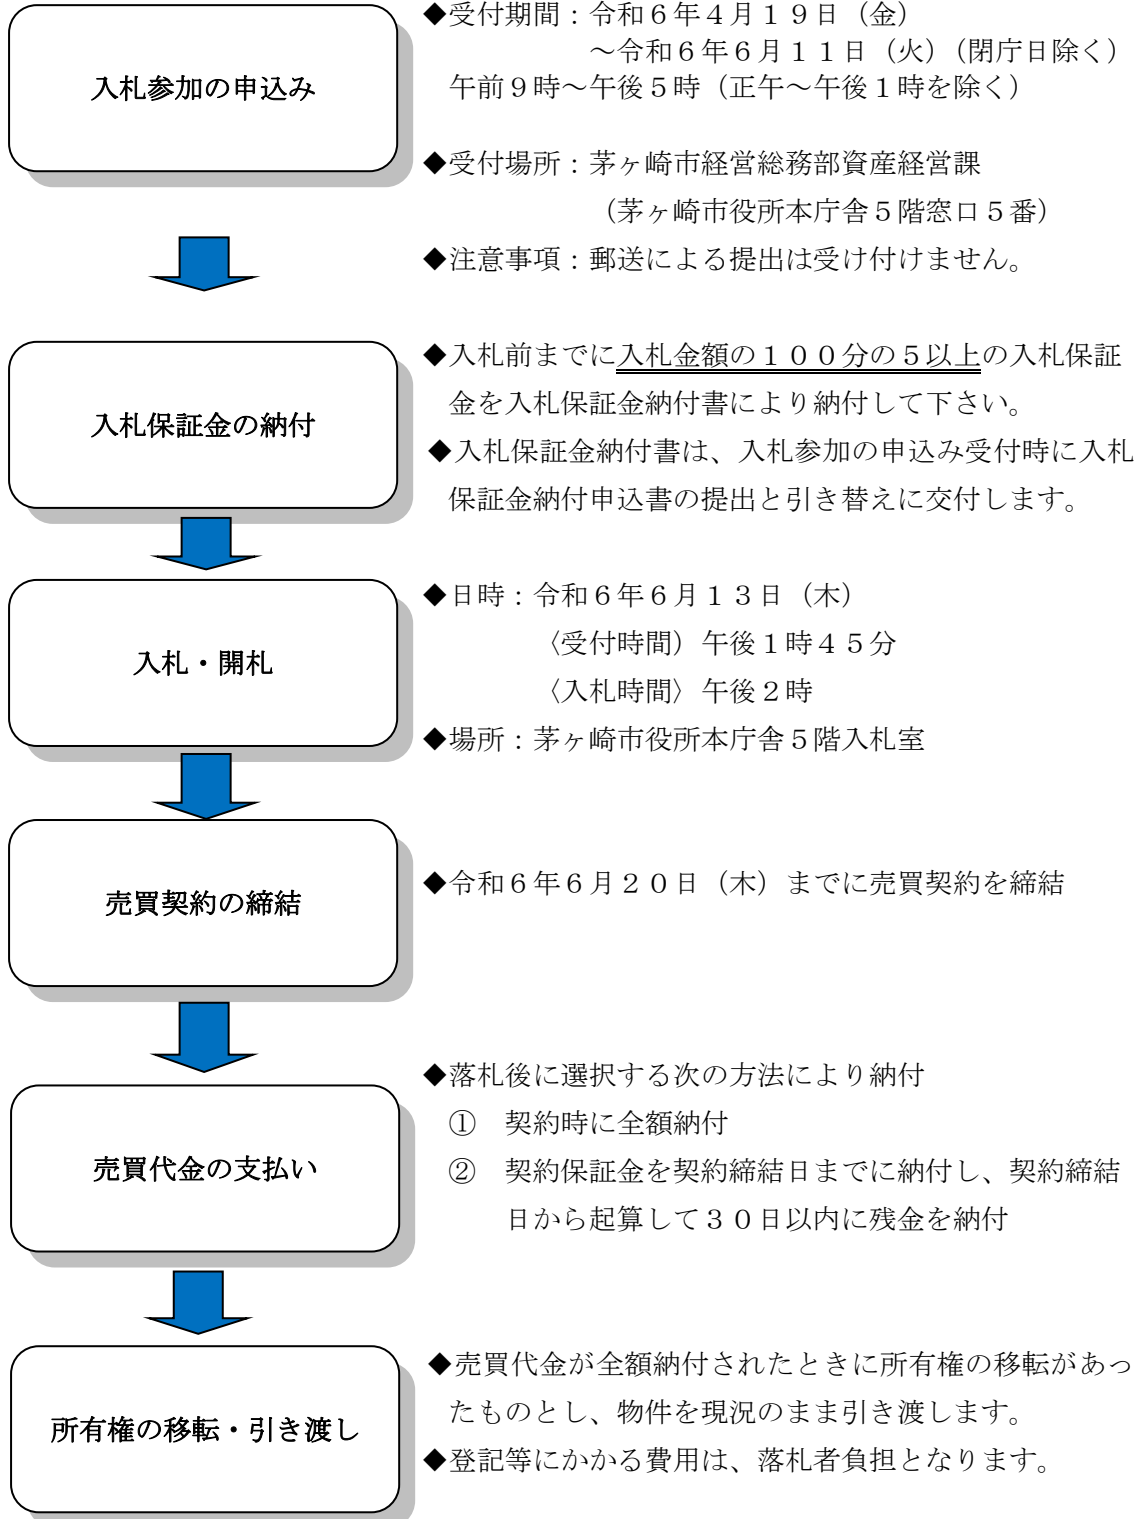 入札参加の申込み
◆受付期間：令和６年４月１９日（金）
～令和６年６月１１日（火）（閉庁日除く）
午前９時～午後５時（正午～午後１時を除く）
◆受付場所：茅ヶ崎市経営総務部資産経営課
（茅ヶ崎市役所本庁舎５階窓口５番）
◆注意事項：郵送による提出は受け付けません。
入札保証金の納付
◆入札前までに入札金額の１００分の５以上の入札保証
金を入札保証金納付書により納付して下さい。
◆入札保証金納付書は、入札参加の申込み受付時に入札
保証金納付申込書の提出と引き替えに交付します。
入札・開札
◆日時：令和６年６月１３日（木）
〈受付時間）午後１時４５分
〈入札時間〉午後２時
◆場所：茅ヶ崎市役所本庁舎５階入札室
売買契約の締結
◆令和６年６月２０日（木）までに売買契約を締結
売買代金の支払い
◆落札後に選択する次の方法により納付
①　契約時に全額納付
②　契約保証金を契約締結日までに納付し、契約締結
日から起算して３０日以内に残金を納付
所有権の移転・引き渡し
◆売買代金が全額納付されたときに所有権の移転があっ
たものとし、物件を現況のまま引き渡します。
◆登記等にかかる費用は、落札者負担となります。